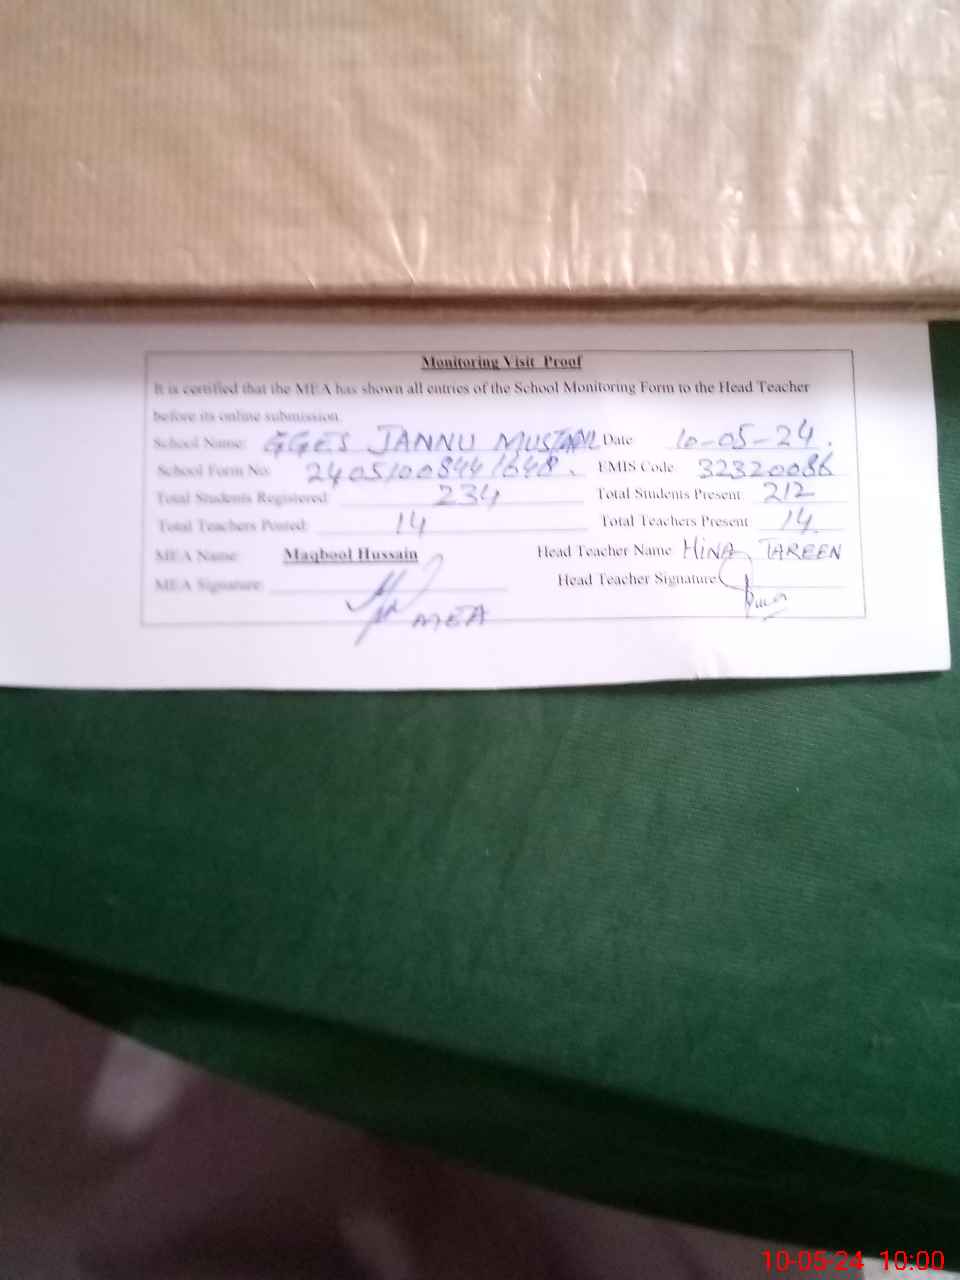 Monitoring Visit Proof
It is certified that the MEA has shown all entries of the School Monitoring Form to the Head Teacher
before its online submission.
School Name: GGES JANNU Date 10-05-24.
School Form No: EMIS Code 32320086
Total Students Registered: 234 Total Students Present 212
Total Teachers Posted: 14 Total Teachers Present 14
MEA Name: Maqbool Hussain Head Teacher Name HINA TAREEN
MEA Signature: Head Teacher Signature
MEA
10-05-24 10:00